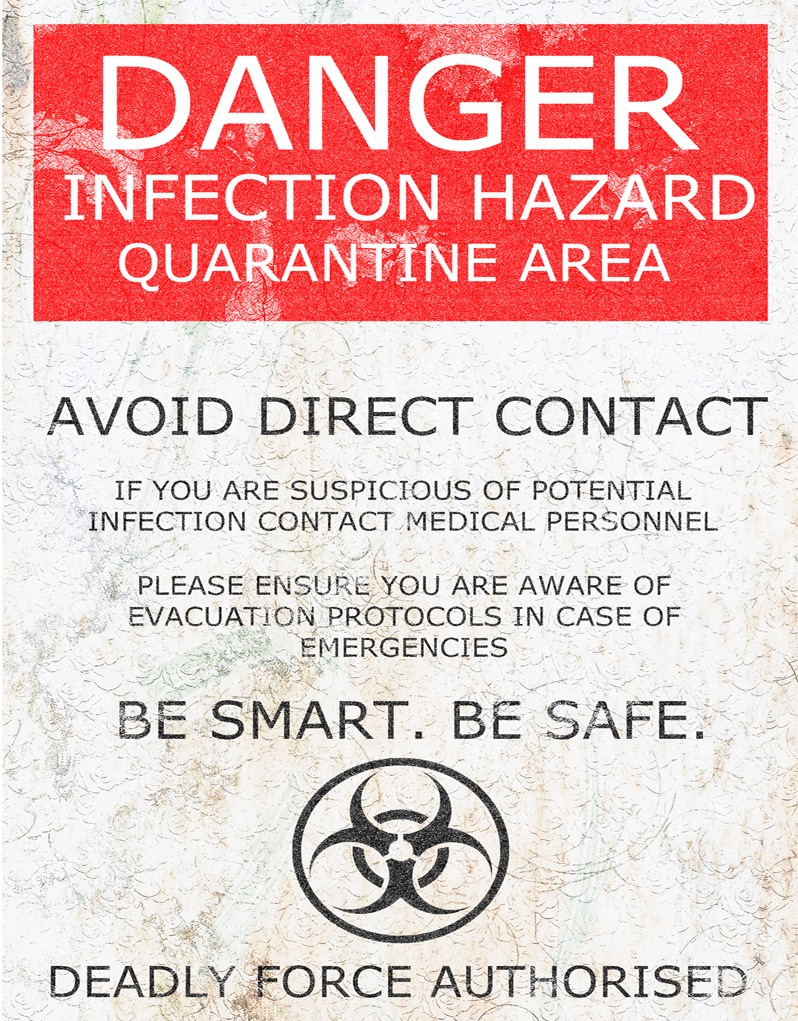 DANGER
INFECTION HAZARD
QUARANTINE AREA
AVOID DIRECT CONTACT
IF YOU ARE SUSPICIOUS OF POTENTIAL
INFECTION CONTACT MEDICAL PERSONNEL
PLEASE ENSURE YOU ARE AWARE OF
EVACUATION PROTOCOLS IN CASE OF
EMERGENCIES
BE SMART. BE SAFE.
DEADLY FORCE AUTHORISED